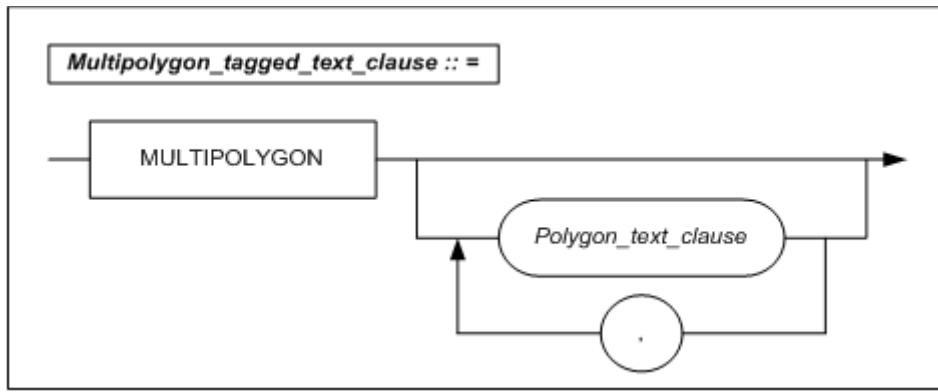 Multipolygon_tagged_text_clause :: =
MULTIPOLYGON
Polygon_text_clause
,